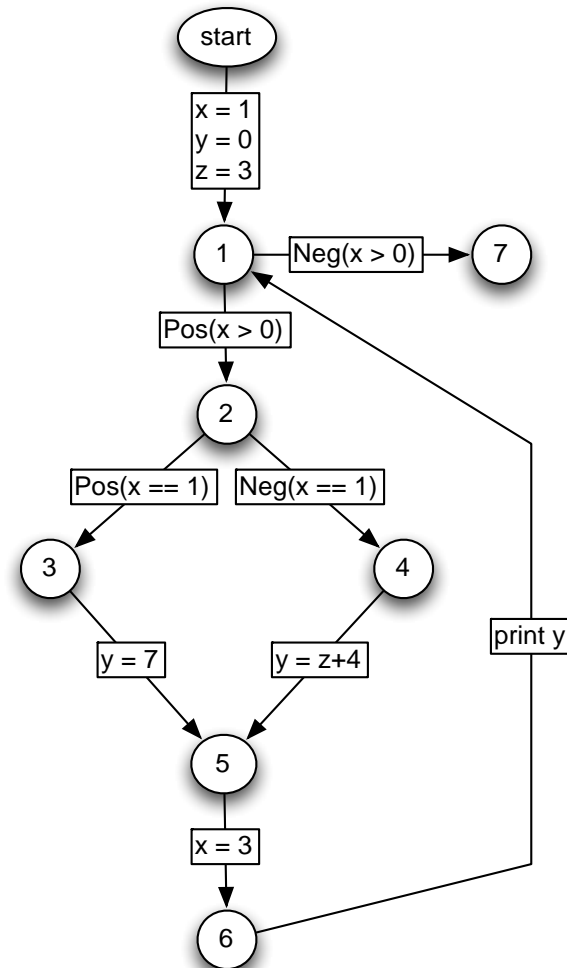 start
x = 1
y = 0
z = 3
1
Neg(x > 0)
7
Pos(x > 0)
2
Pos(x == 1)
Neg(x == 1)
3
4
print y
y = 7
y = z+4
5
x = 3
6